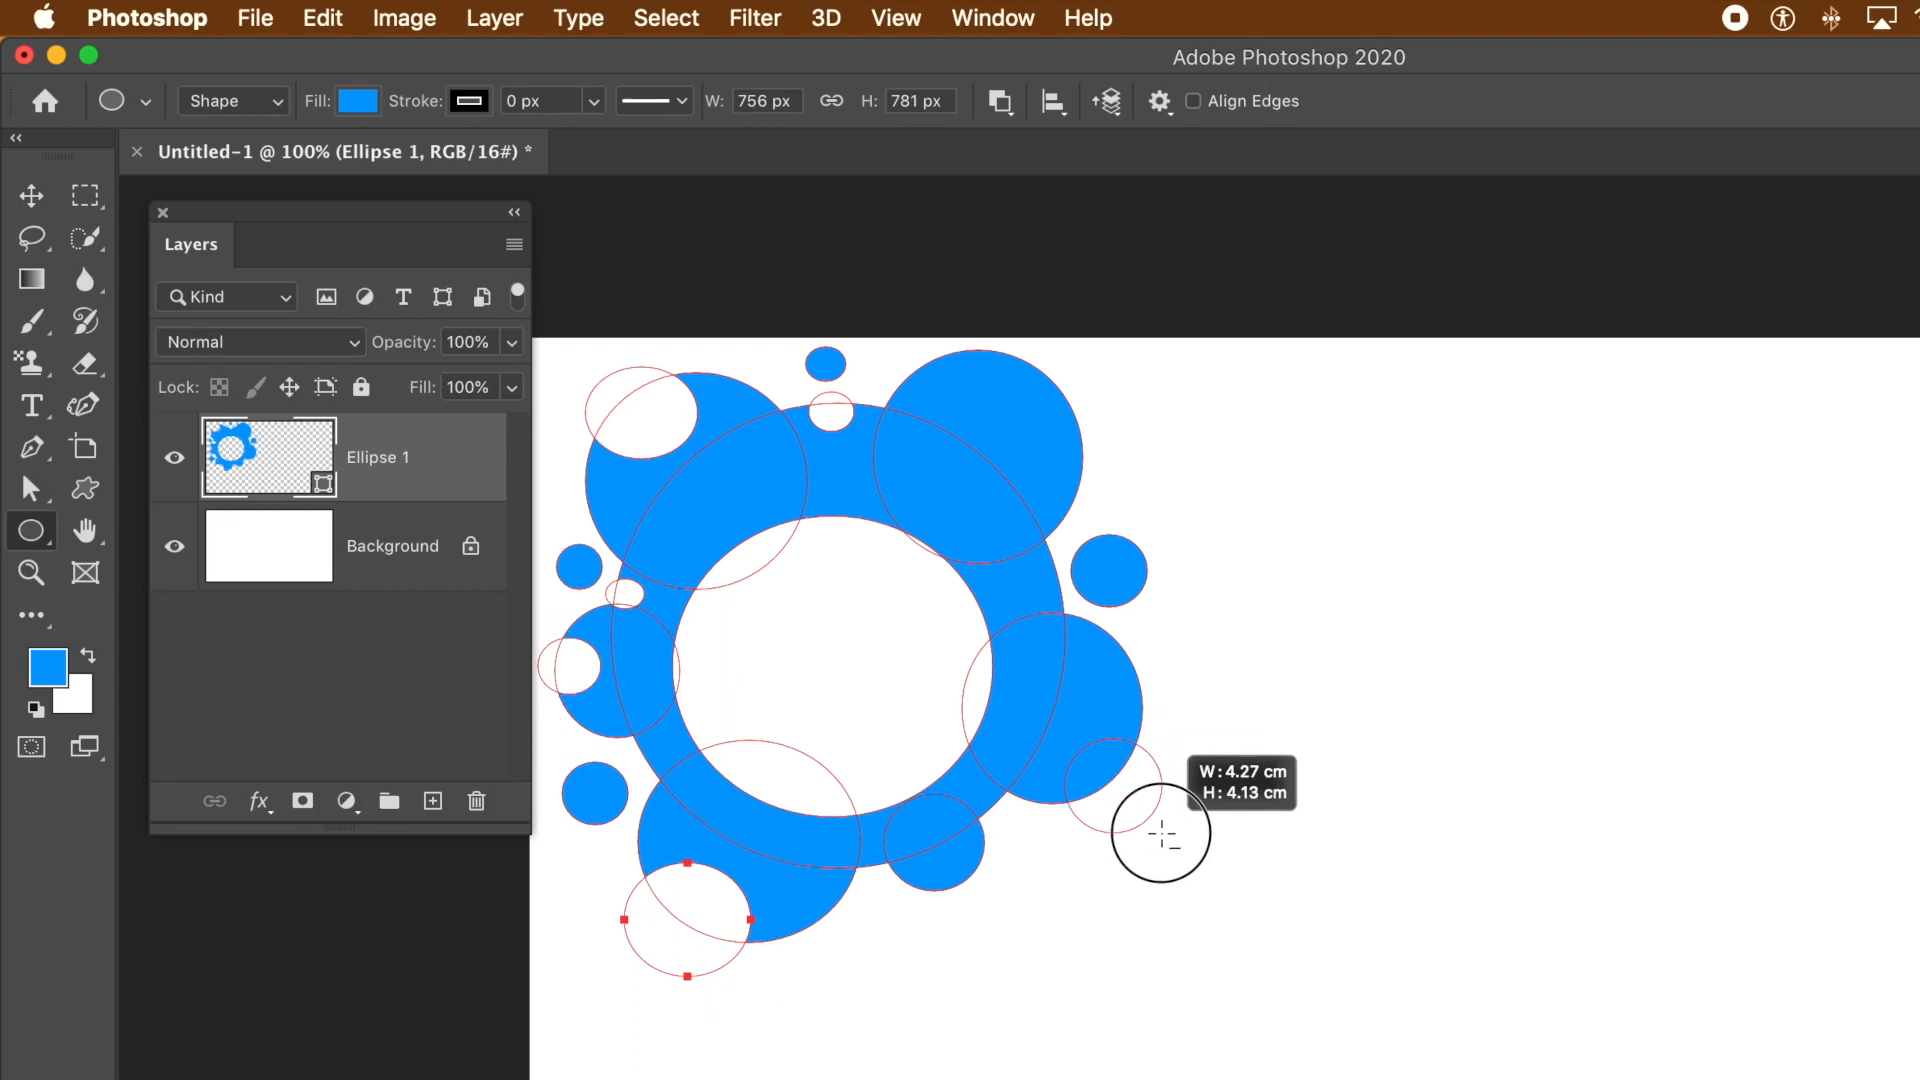 Photoshop File Edit Image Layer Type Select Filter 3D View Window Help
Adobe Photoshop 2020
Shape Fill: Stroke: 0 px W: 756 px H: 781 px Align Edges
Untitled-1 @ 100% (Ellipse 1, RGB/16#) *
Layers
Kind
Normal Opacity: 100%
Lock: Fill: 100%
Ellipse 1
Background
fx
W: 4.27 cm
H: 4.13 cm